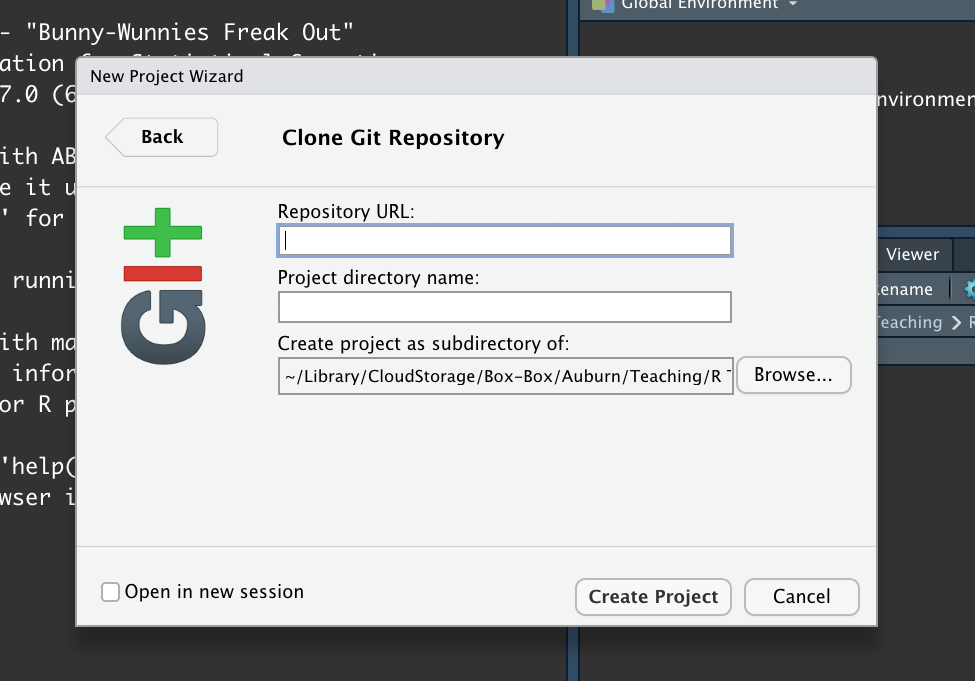 - "Bunny-Wunnies Freak Out"
Global Environment
7.0 (6
nvironmen
ith AB
e it u
' for
runni
ith ma
infor
or R p
'help(
wser i
New Project Wizard
Back
Clone Git Repository
GIT
Repository URL:
Project directory name:
Create project as subdirectory of:
~/Library/CloudStorage/Box-Box/Auburn/Teaching/R
Browse...
Open in new session
Create Project
Cancel
Viewer
ename
Teaching
R